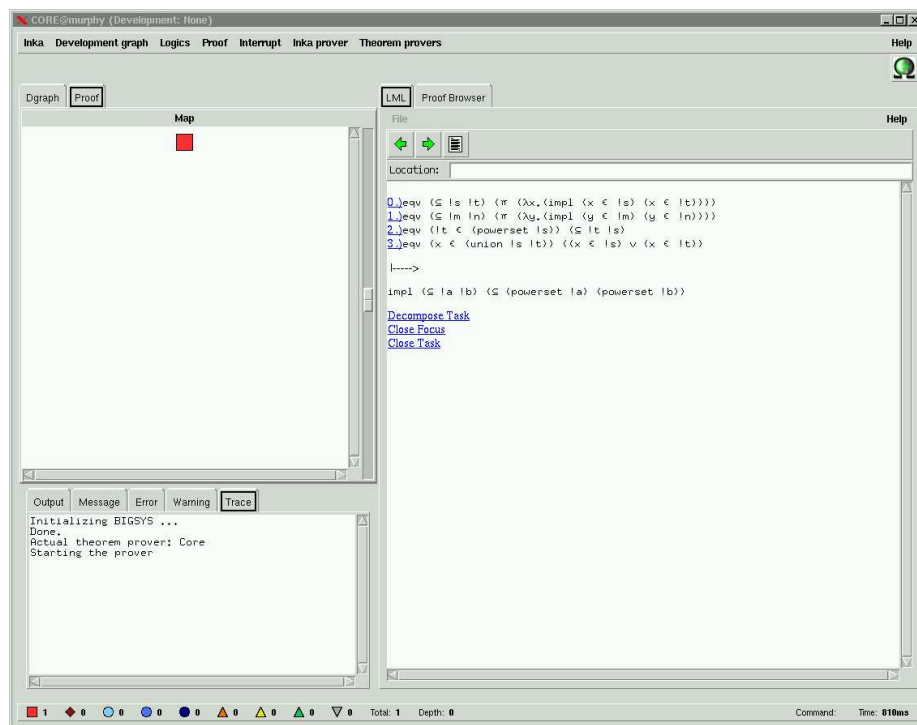 CORE@murphy (Development: None)
Inka Development graph Logics Proof Interrupt Inka prover Theorem provers Help
Dgraph Proof
Map
LML Proof Browser
File Help
Location:
0.)eqv (⊆ !s !t) (π (λx.(impl (x ∈ !s) (x ∈ !t))))
1.)eqv (⊆ !m !n) (π (λy.(impl (y ∈ !m) (y ∈ !n))))
2.)eqv (!t ∈ (powerset !s)) (⊆ !t !s)
3.)eqv (x ∈ (union !s !t)) ((x ∈ !s) ∨ (x ∈ !t))
|----->
impl (⊆ !a !b) (⊆ (powerset !a) (powerset !b))
Decompose Task
Close Focus
Close Task
Output Message Error Warning Trace
Initializing BIGSYS ...
Done.
Actual theorem prover: Core
Starting the prover
1 0 0 0 0 0 0 0 0 Total: 1 Depth: 0 Command: Time: 810ms